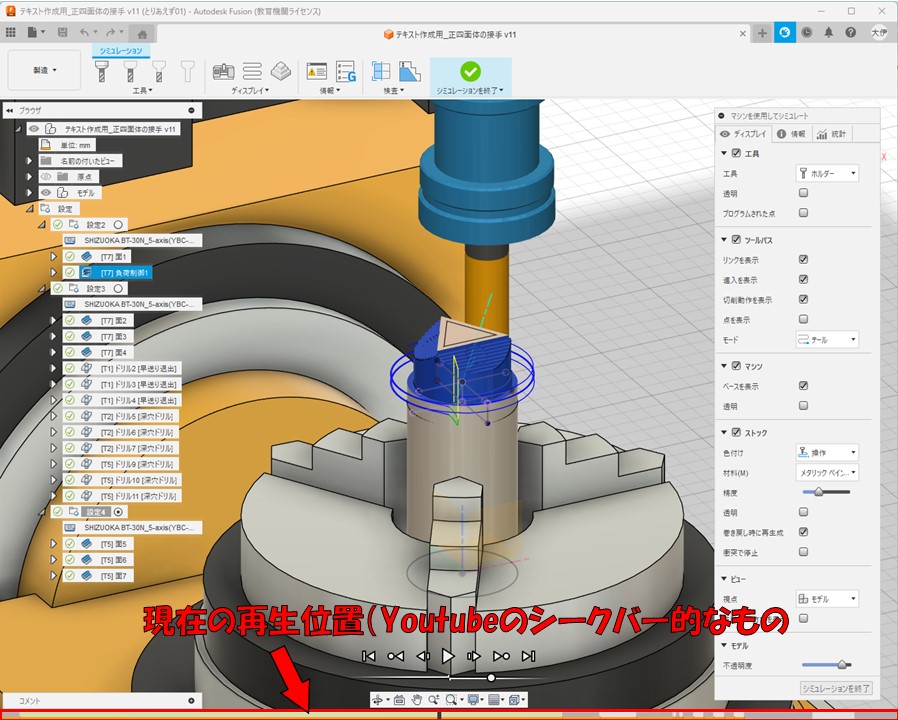 テキスト作成用_正四面体の接手 v11 (とりあえず01) - Autodesk Fusion (教育機関ライセンス)
テキスト作成用_正四面体の接手 v11
大伊
シミュレーション
製造
工具
ディスプレイ
情報
検査
シミュレーションを終了
ブラウザ
テキスト作成用_正四面体の接手 v11
単位: mm
名前の付いたビュー
原点
モデル
設定
設定2
SHIZUOKA BT-30N_5-axis(YBC-...
[T7] 面1
[T7] 負荷制御1
設定3
SHIZUOKA BT-30N_5-axis(YBC-...
[T7] 面2
[T7] 面3
[T7] 面4
[T1] ドリル2 [早送り退出]
[T1] ドリル3 [早送り退出]
[T1] ドリル4 [早送り退出]
[T2] ドリル5 [深穴ドリル]
[T2] ドリル6 [深穴ドリル]
[T2] ドリル7 [深穴ドリル]
[T5] ドリル9 [深穴ドリル]
[T5] ドリル10 [深穴ドリル]
[T5] ドリル11 [深穴ドリル]
設定4
SHIZUOKA BT-30N_5-axis(YBC-...
[T5] 面5
[T5] 面6
[T5] 面7
マシンを使用してシミュレート
ディスプレイ 情報 統計
工具
工具 ホルダー
透明
プログラムされた点
ツールパス
リンクを表示
進入を表示
切削動作を表示
点を表示
モード テール
マシン
ベースを表示
透明
ストック
色付け 操作
材料(M) メタリック ペイン...
精度
透明
巻き戻し時に再生成
衝突で停止
ビュー
視点 モデル
モデル
不透明度
シミュレーションを終了
X
現在の再生位置(Youtubeのシークバー的なもの
コメント